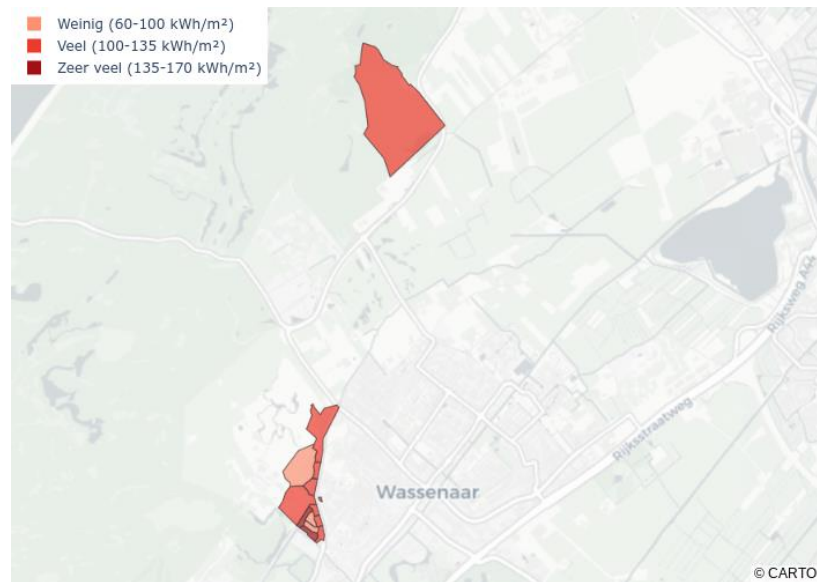 Weinig (60-100 kWh/m²)
Veel (100-135 kWh/m²)
Zeer veel (135-170 kWh/m²)
Rijksweg A44
Rijksstraatweg
Wassenaar
© CARTO